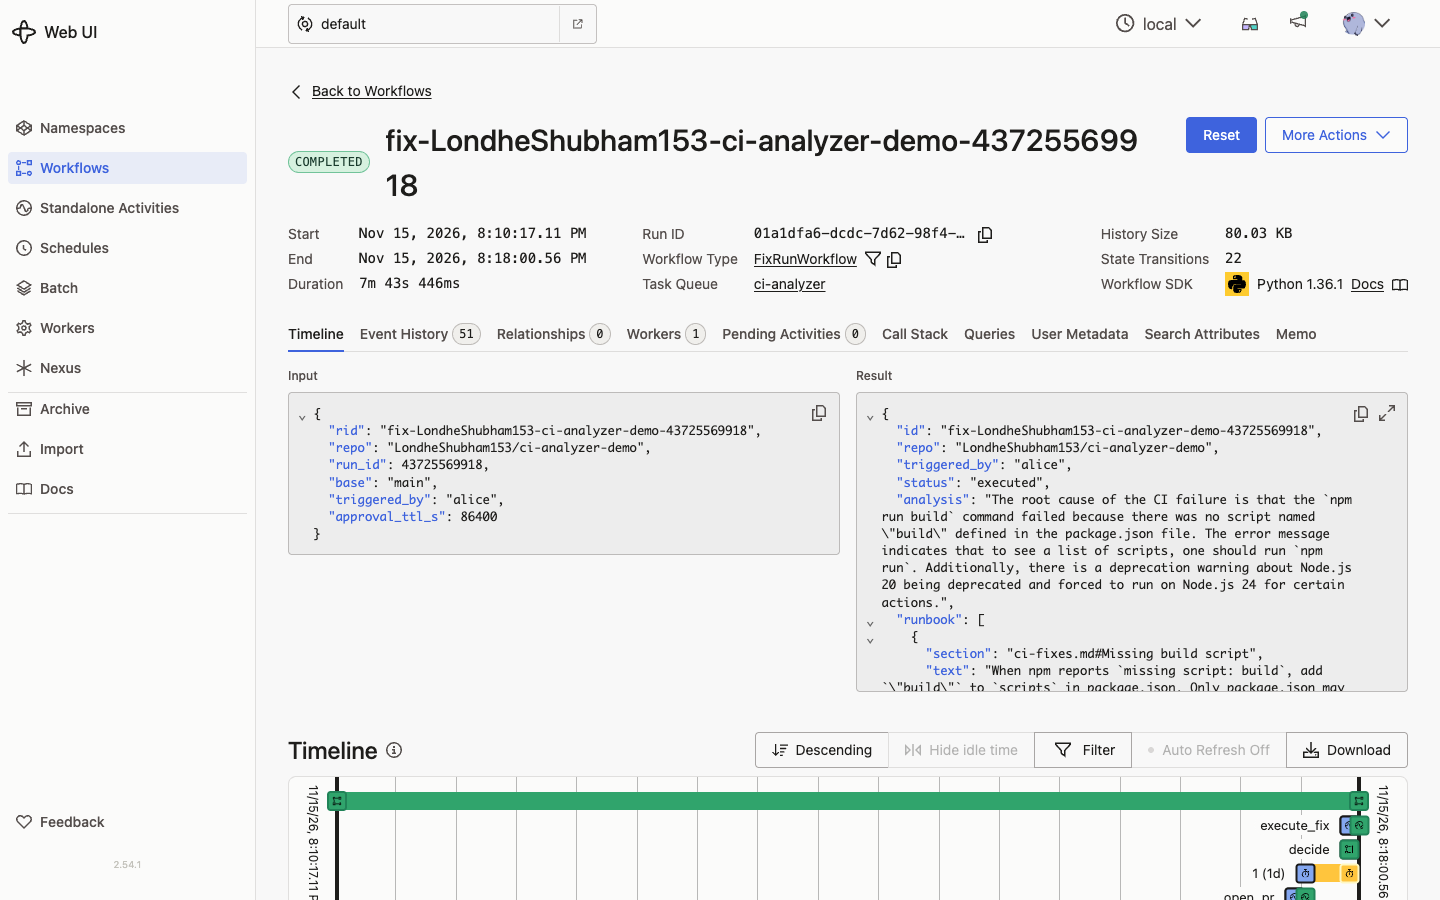 Web UI
default
local
Namespaces
Workflows
Standalone Activities
Schedules
Batch
Workers
Nexus
Archive
Import
Docs
Feedback
2.54.1
Back to Workflows
COMPLETED
fix-LondheShubham153-ci-analyzer-demo-437255699
18
Reset
More Actions
Start Nov 15, 2026, 8:10:17.11 PM
End Nov 15, 2026, 8:18:00.56 PM
Duration 7m 43s 446ms
Run ID 01a1dfa6-dcdc-7d62-98f4-…
Workflow Type FixRunWorkflow
Task Queue ci-analyzer
History Size 80.03 KB
State Transitions 22
Workflow SDK Python 1.36.1 Docs
Timeline Event History 51 Relationships 0 Workers 1 Pending Activities 0 Call Stack Queries User Metadata Search Attributes Memo
Input
{
"rid": "fix-LondheShubham153-ci-analyzer-demo-43725569918",
"repo": "LondheShubham153/ci-analyzer-demo",
"run_id": 43725569918,
"base": "main",
"triggered_by": "alice",
"approval_ttl_s": 86400
}
Result
{
"id": "fix-LondheShubham153-ci-analyzer-demo-43725569918",
"repo": "LondheShubham153/ci-analyzer-demo",
"triggered_by": "alice",
"status": "executed",
"analysis": "The root cause of the CI failure is that the `npm
run build` command failed because there was no script named
\"build\" defined in the package.json file. The error message
indicates that to see a list of scripts, one should run `npm
run`. Additionally, there is a deprecation warning about Node.js
20 being deprecated and forced to run on Node.js 24 for certain
actions.",
"runbook": [
{
"section": "ci-fixes.md#Missing build script",
"text": "When npm reports `missing script: build`, add
`\"build\"` to `scripts` in package.json. Only package.json may
Timeline
Descending
Hide idle time
Filter
Auto Refresh Off
Download
11/15/26, 8:10:17.11 P
execute_fix
decide
1 (1d)
open_pr
11/15/26, 8:18:00.56